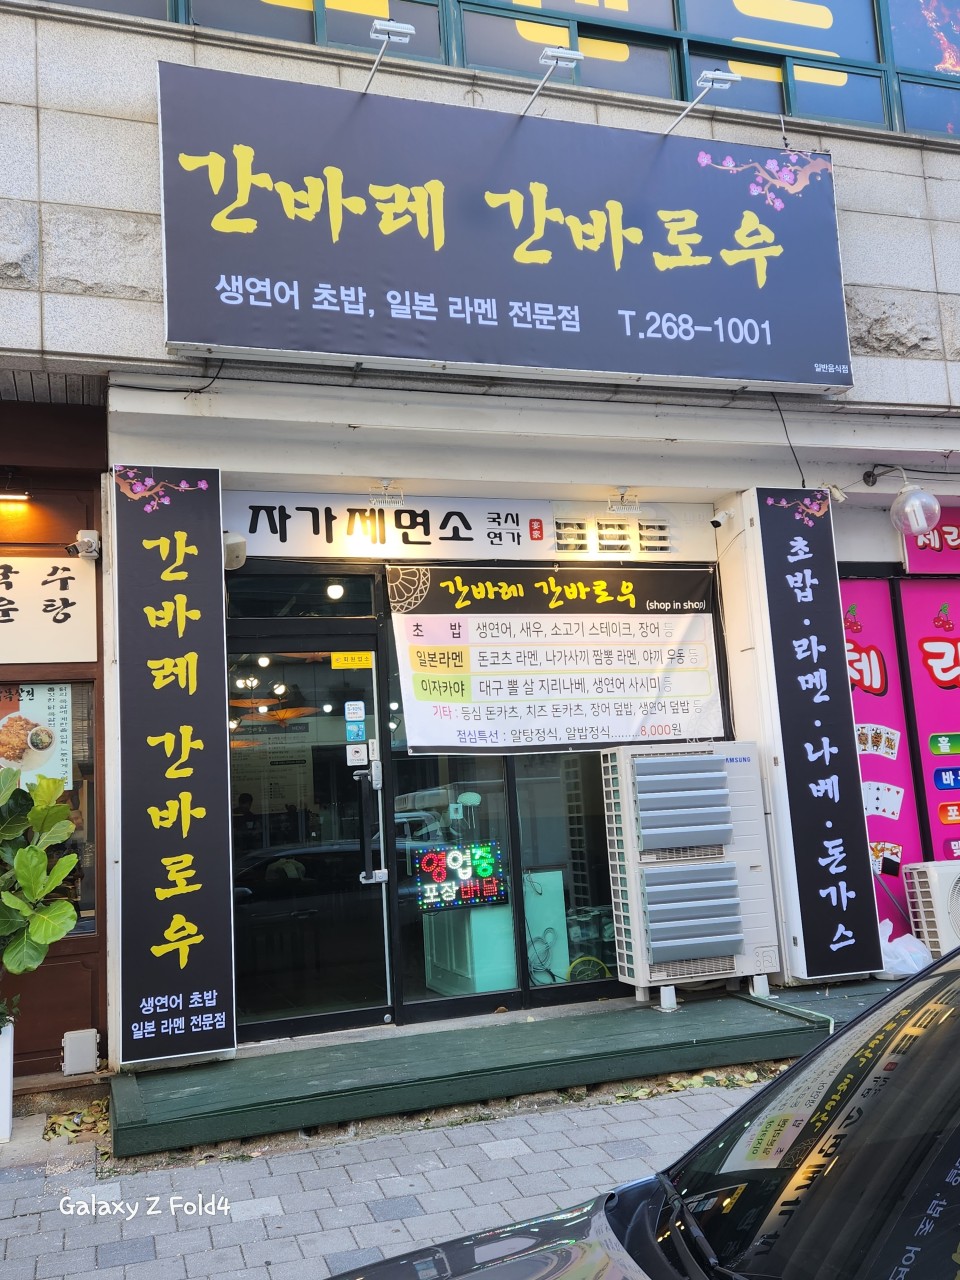 간바레 간바로우
생연어 초밥, 일본 라멘 전문점 T.268-1001
일반음식점
자가제면소 국시연가
간바레 간바로우 (shop in shop)
초 밥 생연어, 새우, 소고기 스테이크, 장어 등
일본라멘 돈코츠 라멘, 나가사끼 짬뽕 라멘, 야끼 우동 등
이자카야 대구 뽈 살 지리나베, 생연어 사시미 등
기타 : 등심 돈카츠, 치즈 돈카츠, 장어 덮밥, 생연어 덮밥 등
점심특선 : 알탕정식, 알밥정식.........8,000원
간바레간바로우
생연어 초밥
일본 라멘 전문점
초밥·라멘·나베·돈가스
영업중
포장 배달
SAMSUNG
국수
탕
홀
Galaxy Z Fold4